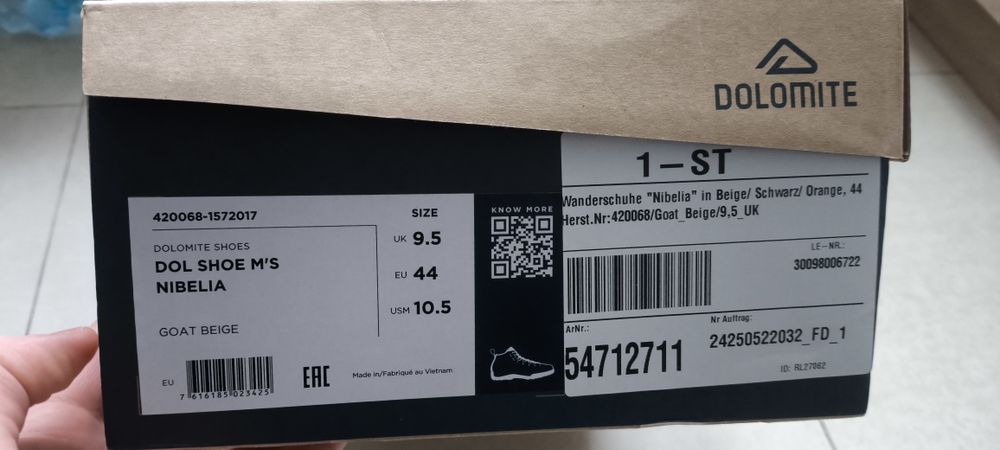 DOLOMITE
420068-1572017
DOLOMITE SHOES
DOL SHOE M'S
NIBELIA
GOAT BEIGE
SIZE
UK 9.5
EU 44
USM 10.5
EU
7 616185 023425
EAC
Made in/Fabriqué au Vietnam
KNOW MORE
1-ST
Wanderschuhe "Nibelia" in Beige/ Schwarz/ Orange, 44
Herst.Nr:420068/Goat_Beige/9,5_UK
LE-NR.:
30098006722
ArNr.:
54712711
Nr Auftrag:
24250522032_FD_1
ID: RL27062